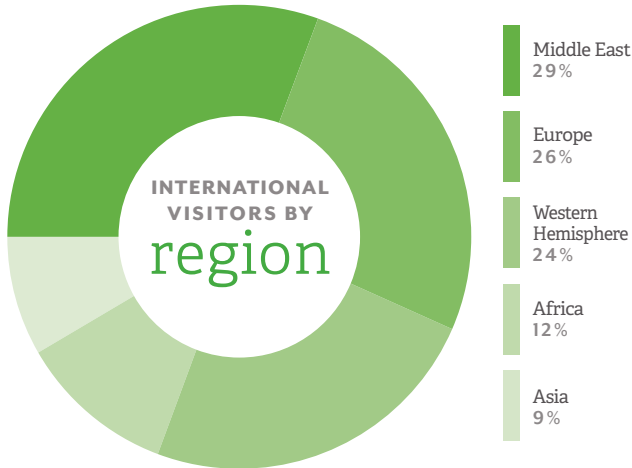 INTERNATIONAL
VISITORS BY
region
Middle East
29%
Europe
26%
Western
Hemisphere
24%
Africa
12%
Asia
9%